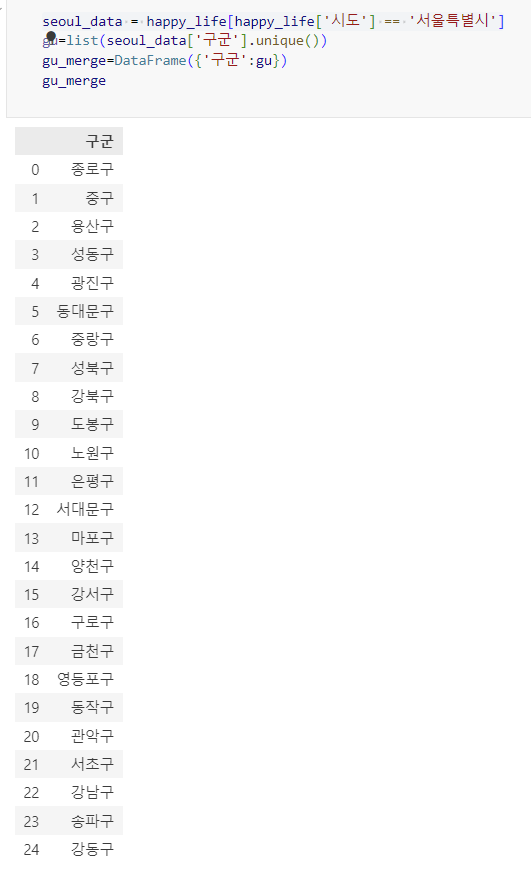 seoul_data = happy_life[happy_life['시도'] == '서울특별시']
gu=list(seoul_data['구군'].unique())
gu_merge=DataFrame({'구군':gu})
gu_merge
구군
0 종로구
1 중구
2 용산구
3 성동구
4 광진구
5 동대문구
6 중랑구
7 성북구
8 강북구
9 도봉구
10 노원구
11 은평구
12 서대문구
13 마포구
14 양천구
15 강서구
16 구로구
17 금천구
18 영등포구
19 동작구
20 관악구
21 서초구
22 강남구
23 송파구
24 강동구